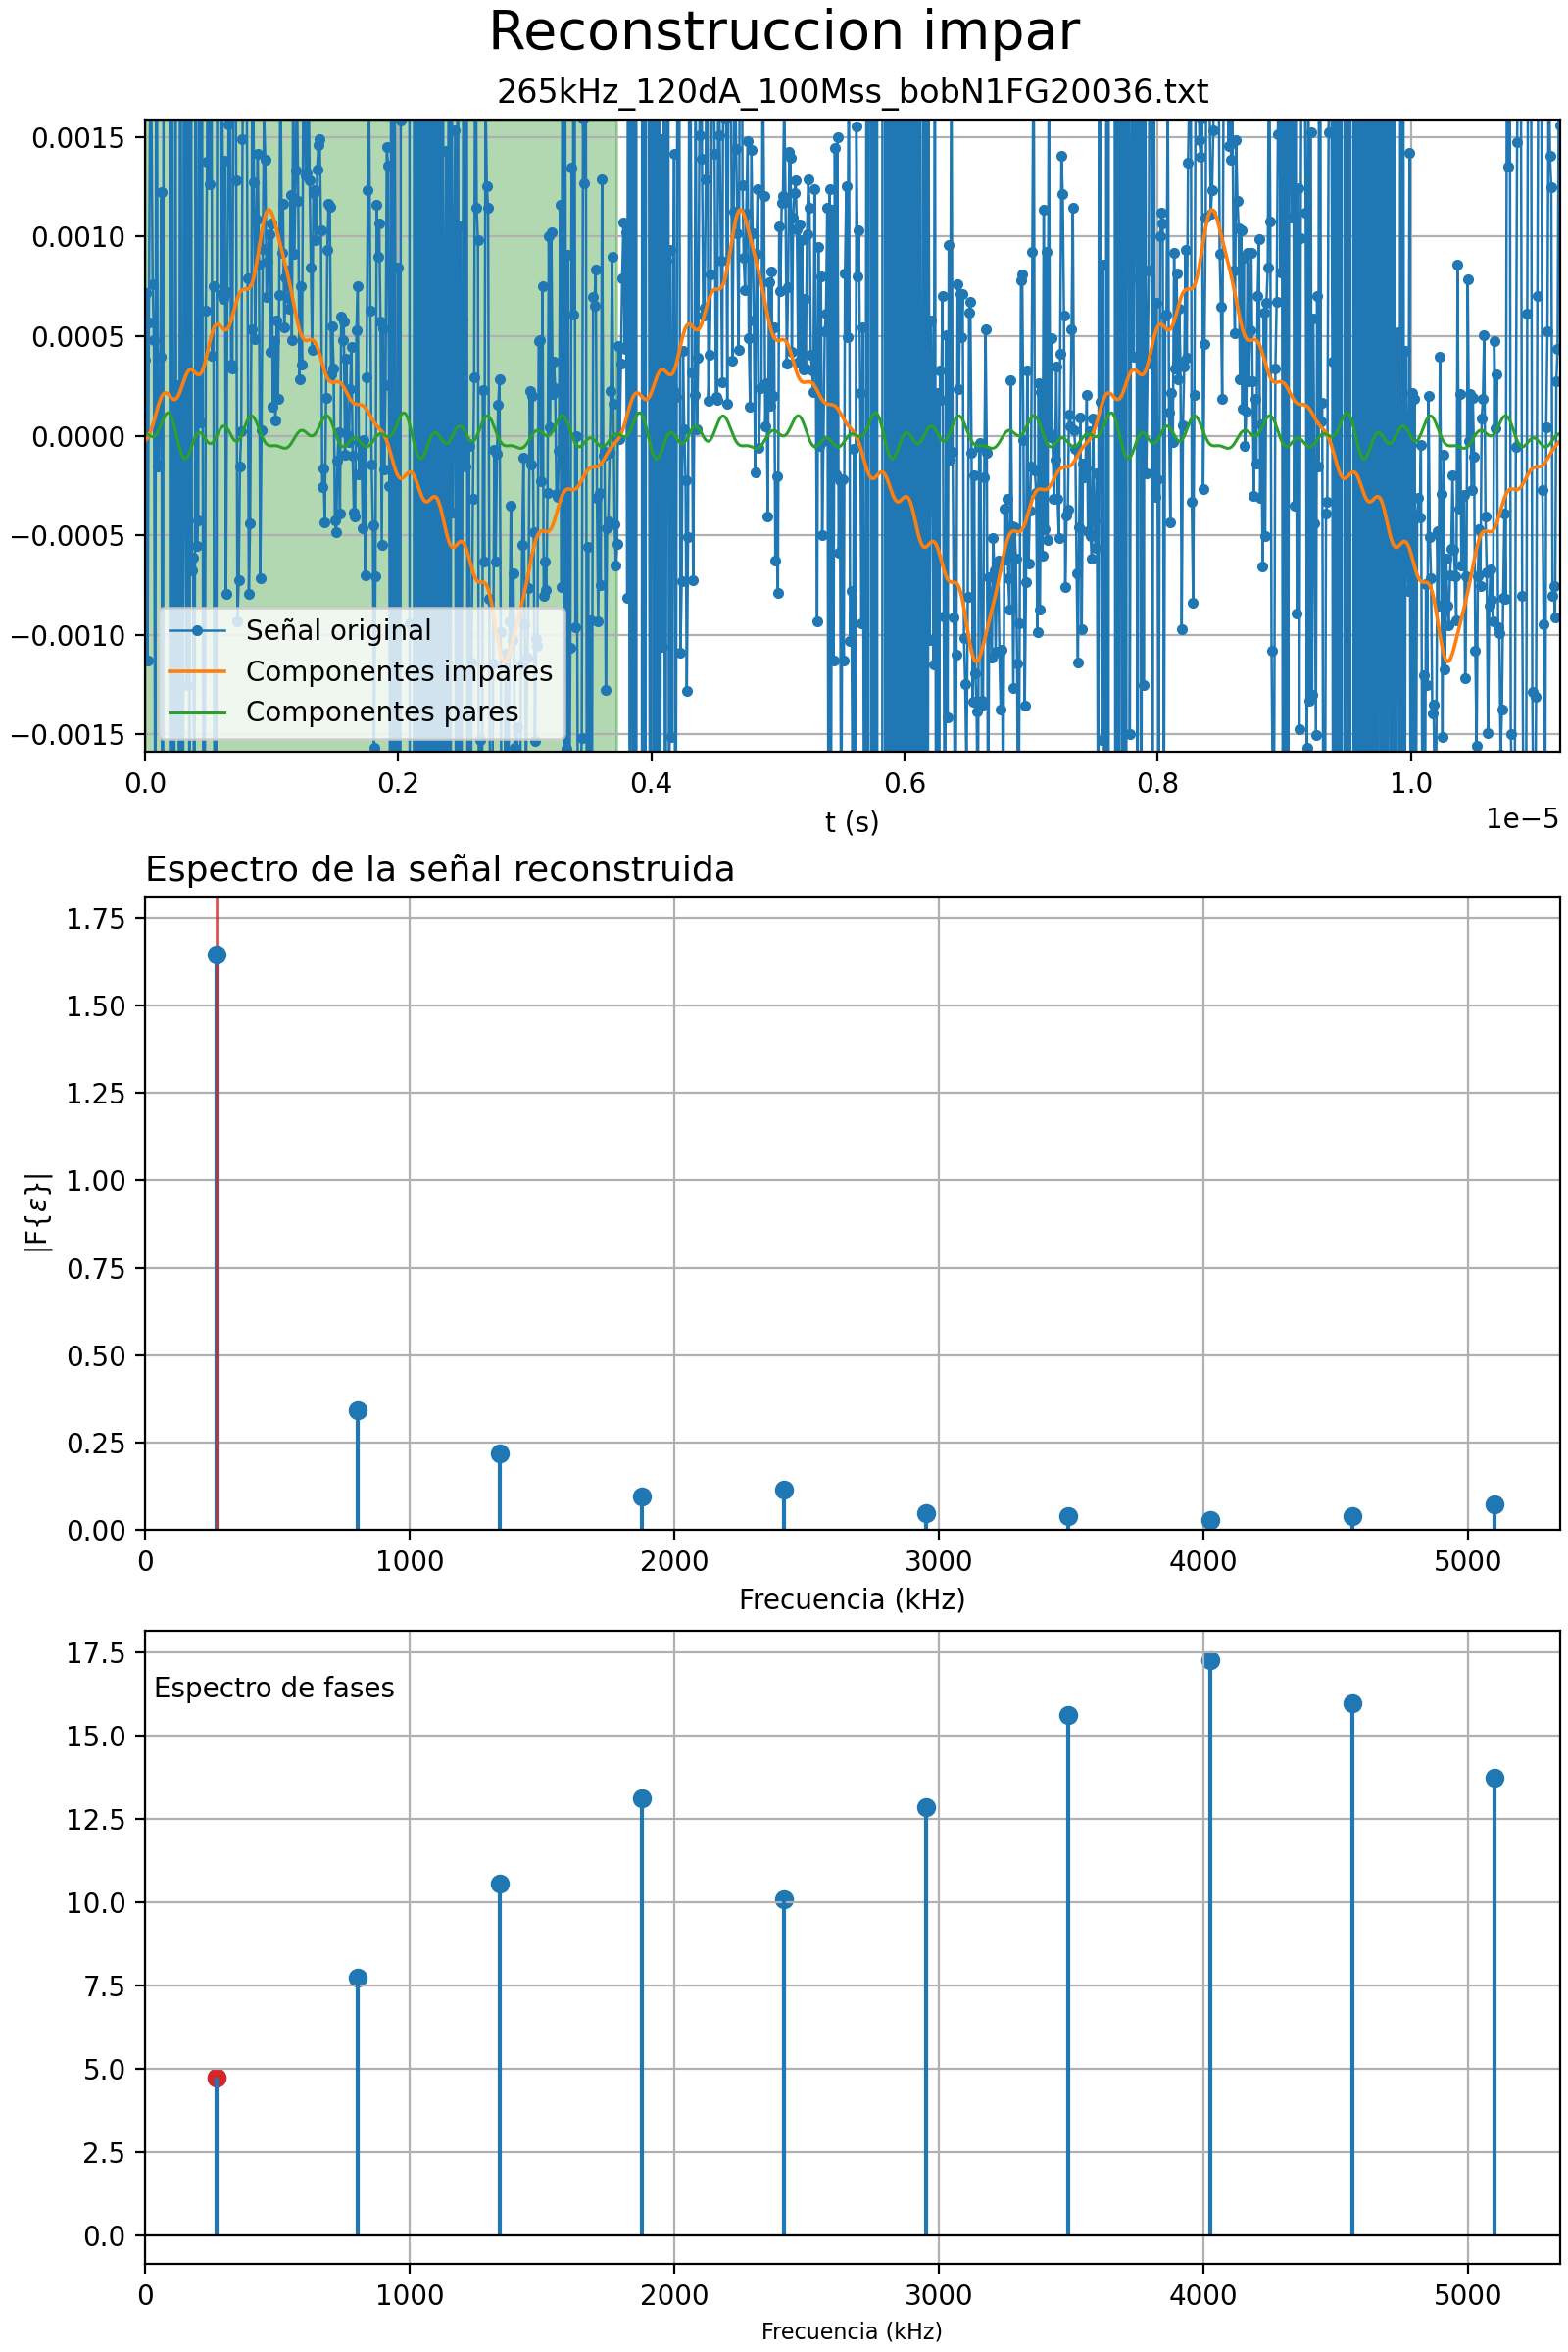 Reconstruccion impar
265kHz_120dA_100Mss_bobN1FG20036.txt
0.0015
0.0010
0.0005
0.0000
−0.0005
−0.0010
−0.0015
Señal original
Componentes impares
Componentes pares
0.0 0.2 0.4 0.6 0.8 1.0
t (s)
1e−5
Espectro de la señal reconstruida
1.75
1.50
1.25
1.00
0.75
0.50
0.25
0.00
|F{ε}|
0 1000 2000 3000 4000 5000
Frecuencia (kHz)
17.5
Espectro de fases
15.0
12.5
10.0
7.5
5.0
2.5
0.0
0 1000 2000 3000 4000 5000
Frecuencia (kHz)